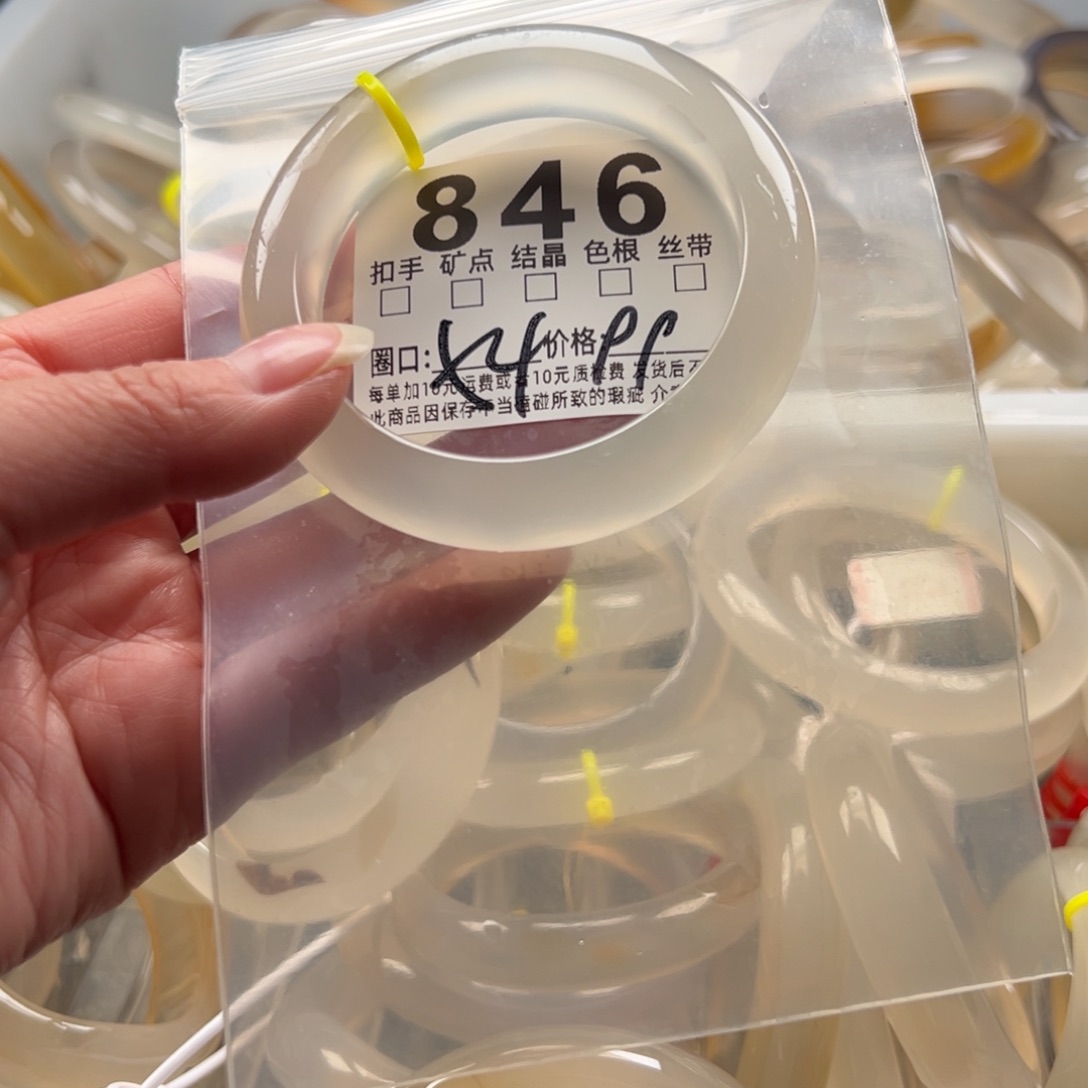 846
扣手 矿点 结晶 色根 丝带
圈口: 价格:
每单加10元运费或者10元质检费 发货后不
此商品因保存不当磕碰所致的瑕疵 介